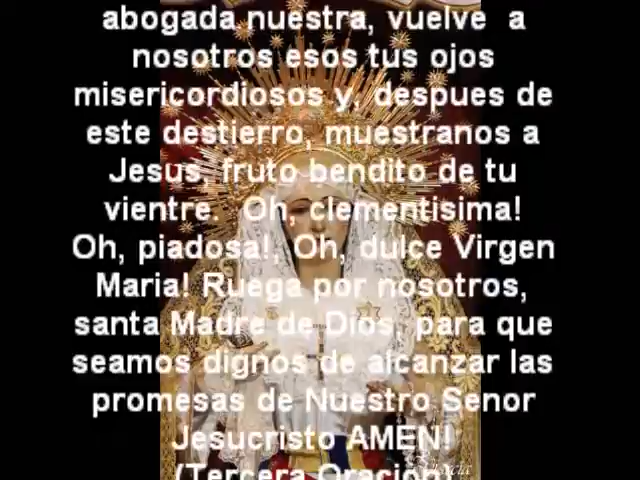 abogada nuestra, vuelve a
nosotros esos tus ojos
misericordiosos y, despues de
este destierro, muestranos a
Jesus, fruto bendito de tu
vientre. Oh, clementisima!
Oh, piadosa!, Oh, dulce Virgen
Maria! Ruega por nosotros,
santa Madre de Dios, para que
seamos dignos de alcanzar las
promesas de Nuestro Senor
Jesucristo AMEN!
(Tercera Oracion)